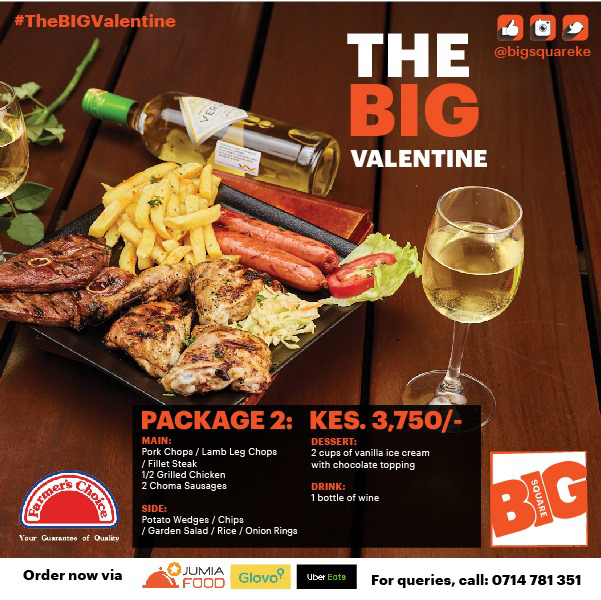 #TheBIGValentine
@bigsquareke
THE
BIG
VALENTINE
VER
PACKAGE 2: KES. 3,750/-
MAIN:
Pork Chops / Lamb Leg Chops
/ Fillet Steak
1/2 Grilled Chicken
2 Choma Sausages
SIDE:
Potato Wedges / Chips
/ Garden Salad / Rice / Onion Rings
DESSERT:
2 cups of vanilla ice cream
with chocolate topping
DRINK:
1 bottle of wine
Farmer's Choice
Your Guarantee of Quality
BIG
SQUARE
Order now via
JUMIA
FOOD
Glovo
Uber Eats
For queries, call: 0714 781 351